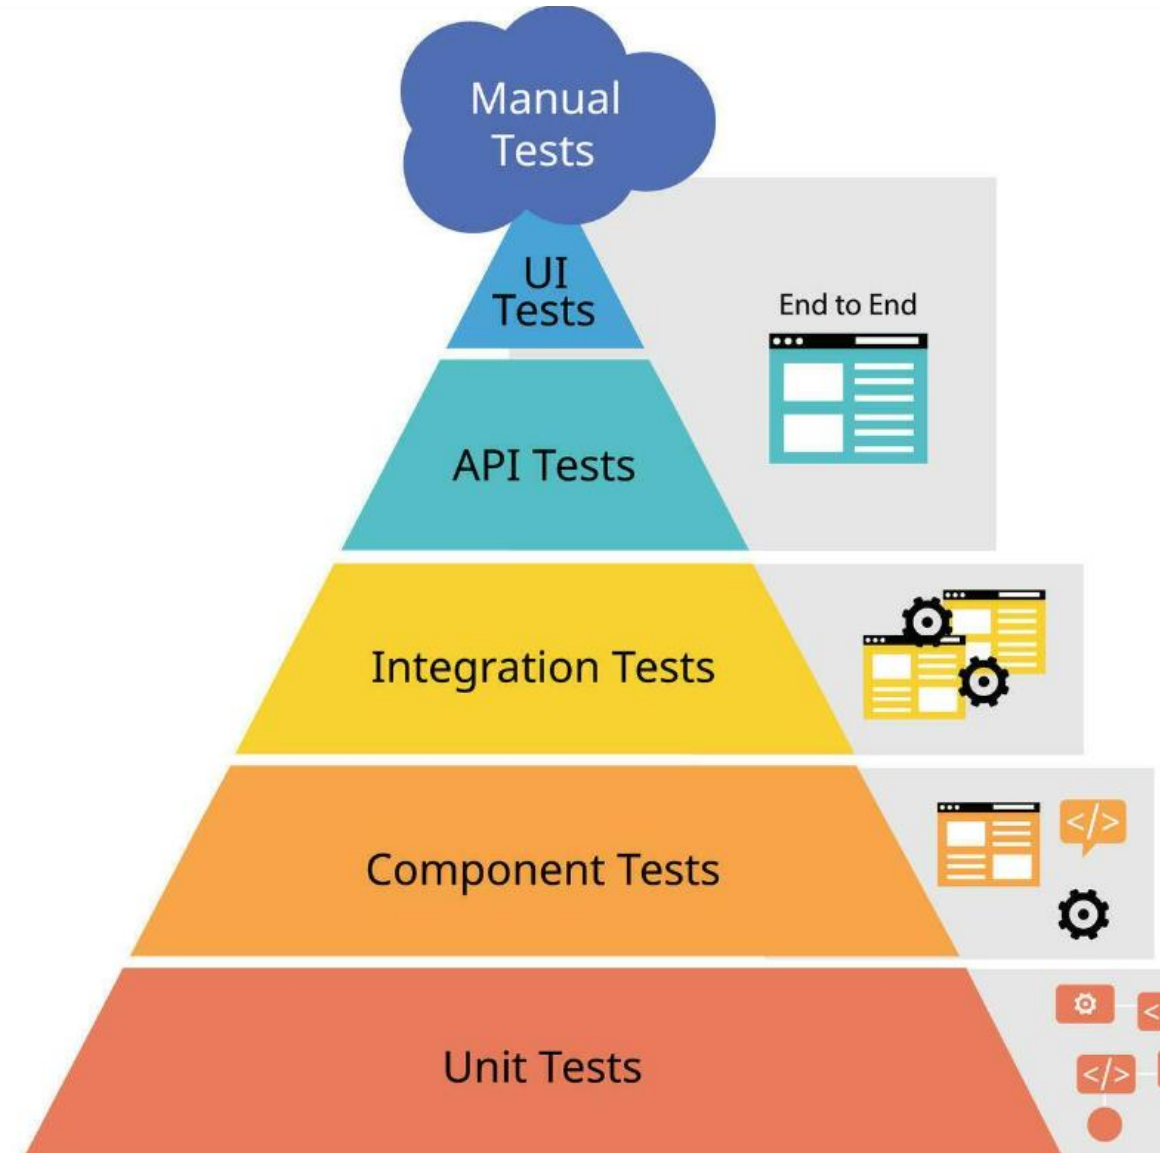 Manual
Tests
UI
Tests
End to End
API Tests
Integration Tests
Component Tests
</>
Unit Tests
<
</>